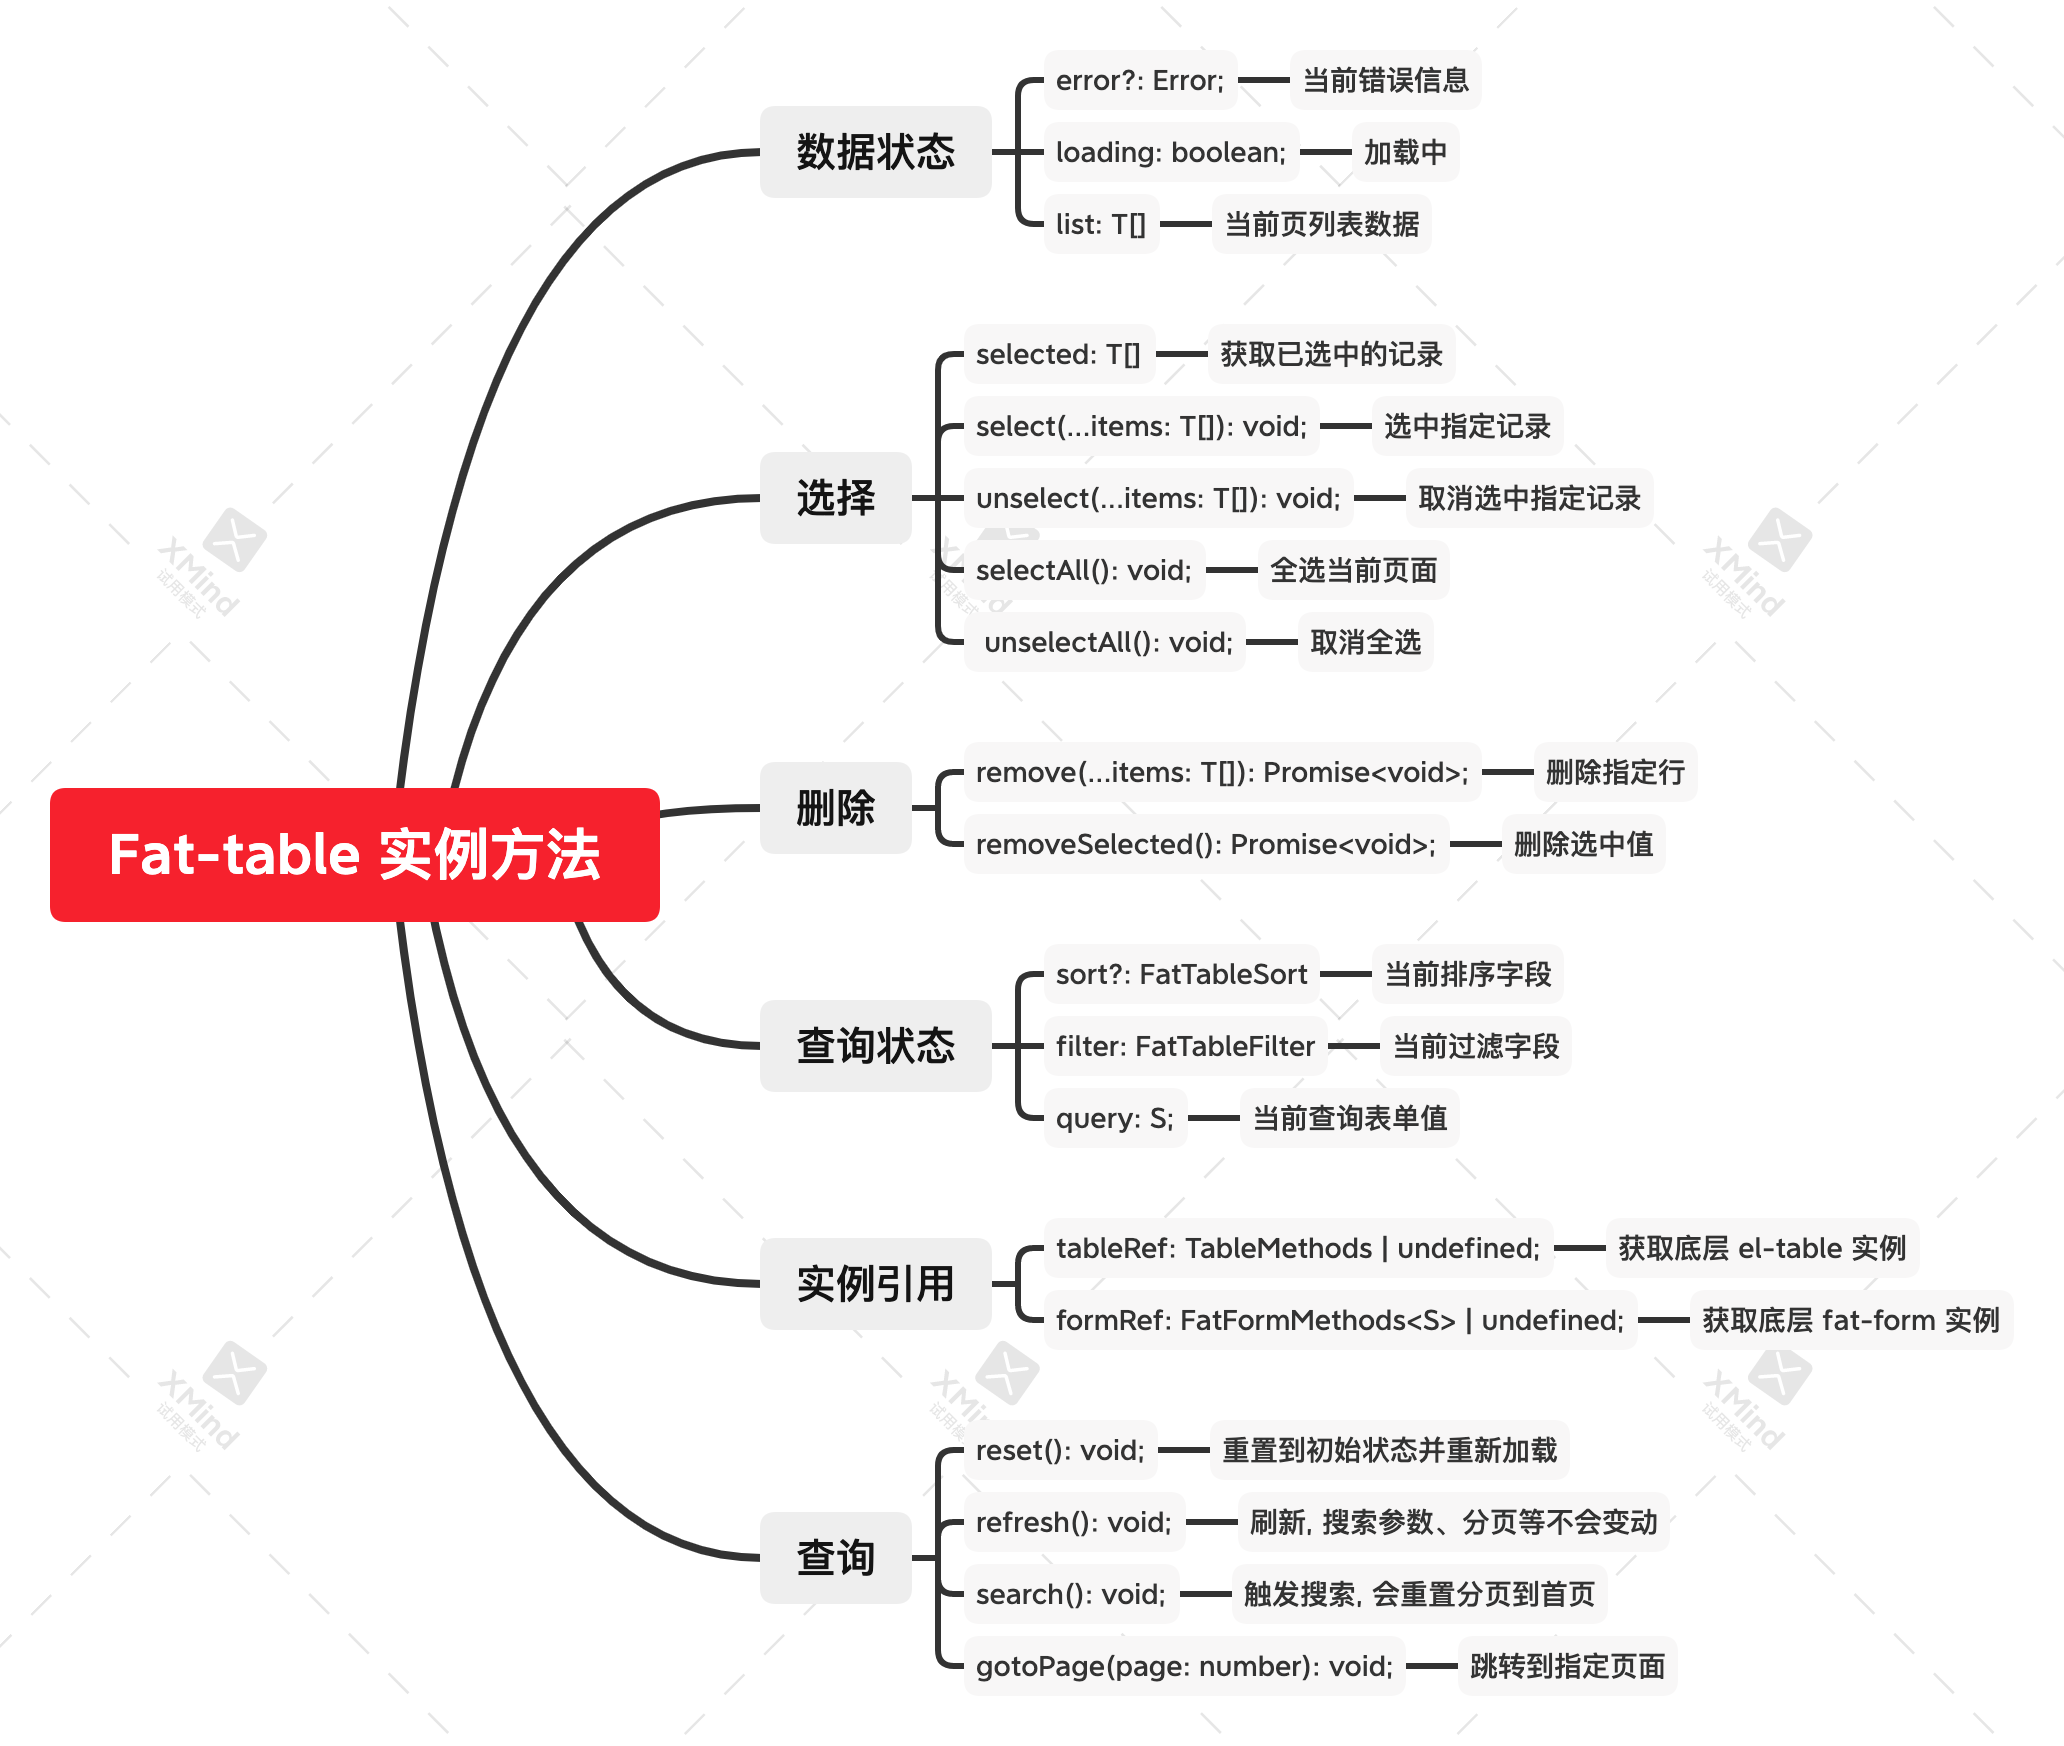 Fat-table 实例方法
数据状态
error?: Error;
当前错误信息
loading: boolean;
加载中
list: T[]
当前页列表数据
选择
selected: T[]
获取已选中的记录
select(...items: T[]): void;
选中指定记录
unselect(...items: T[]): void;
取消选中指定记录
selectAll(): void;
全选当前页面
unselectAll(): void;
取消全选
删除
remove(...items: T[]): Promise<void>;
删除指定行
removeSelected(): Promise<void>;
删除选中值
查询状态
sort?: FatTableSort
当前排序字段
filter: FatTableFilter
当前过滤字段
query: S;
当前查询表单值
实例引用
tableRef: TableMethods | undefined;
获取底层 el-table 实例
formRef: FatFormMethods<S> | undefined;
获取底层 fat-form 实例
查询
reset(): void;
重置到初始状态并重新加载
refresh(): void;
刷新, 搜索参数、分页等不会变动
search(): void;
触发搜索, 会重置分页到首页
gotoPage(page: number): void;
跳转到指定页面
XMind
试用模式
XMind
试用模式
XMind
试用模式
XMind
试用模式